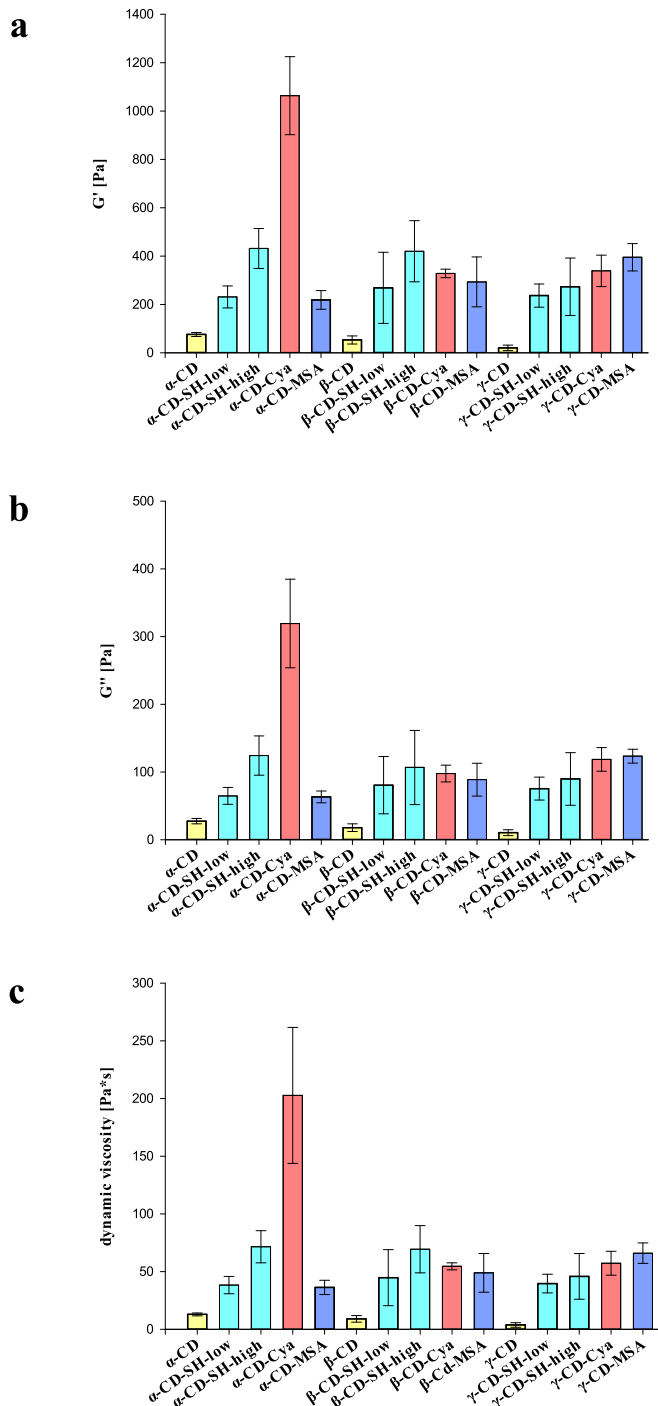 a
1400
1200
1000
800
600
400
200
0
G' [Pa]
α-CD
α-CD-SH-low
α-CD-SH-high
α-CD-Cya
α-CD-MSA
β-CD
β-CD-SH-low
β-CD-SH-high
β-CD-Cya
β-CD-MSA
γ-CD
γ-CD-SH-low
γ-CD-SH-high
γ-CD-Cya
γ-CD-MSA
b
500
400
300
200
100
0
G'' [Pa]
α-CD
α-CD-SH-low
α-CD-SH-high
α-CD-Cya
α-CD-MSA
β-CD
β-CD-SH-low
β-CD-SH-high
β-CD-Cya
β-CD-MSA
γ-CD
γ-CD-SH-low
γ-CD-SH-high
γ-CD-Cya
γ-CD-MSA
c
300
250
200
150
100
50
0
dynamic viscosity [Pa*s]
α-CD
α-CD-SH-low
α-CD-SH-high
α-CD-Cya
α-CD-MSA
β-CD
β-CD-SH-low
β-CD-SH-high
β-CD-Cya
β-Cd-MSA
γ-CD
γ-CD-SH-low
γ-CD-SH-high
γ-CD-Cya
γ-CD-MSA